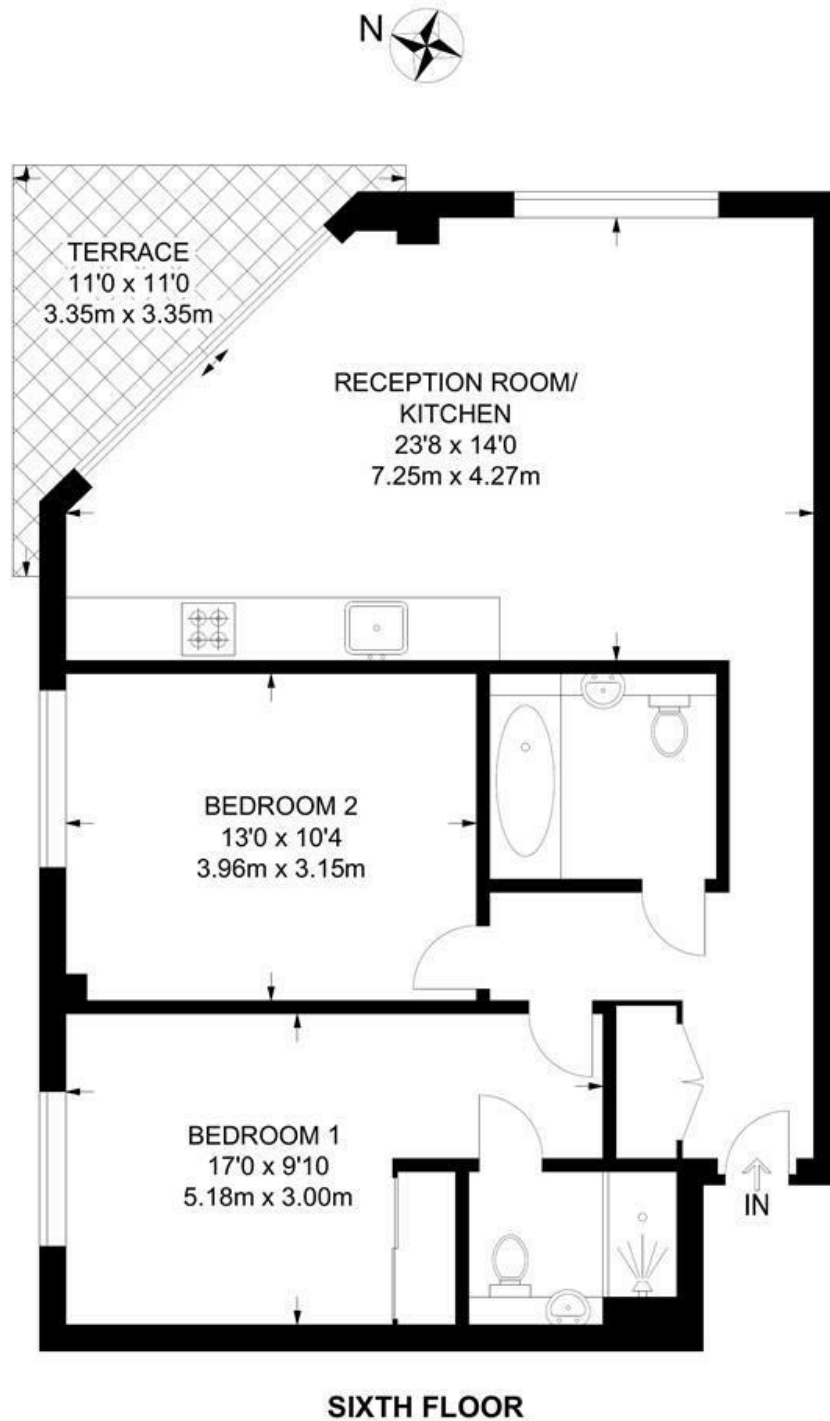 N
TERRACE
11'0 x 11'0
3.35m x 3.35m
RECEPTION ROOM/
KITCHEN
23'8 x 14'0
7.25m x 4.27m
BEDROOM 2
13'0 x 10'4
3.96m x 3.15m
BEDROOM 1
17'0 x 9'10
5.18m x 3.00m
IN
SIXTH FLOOR